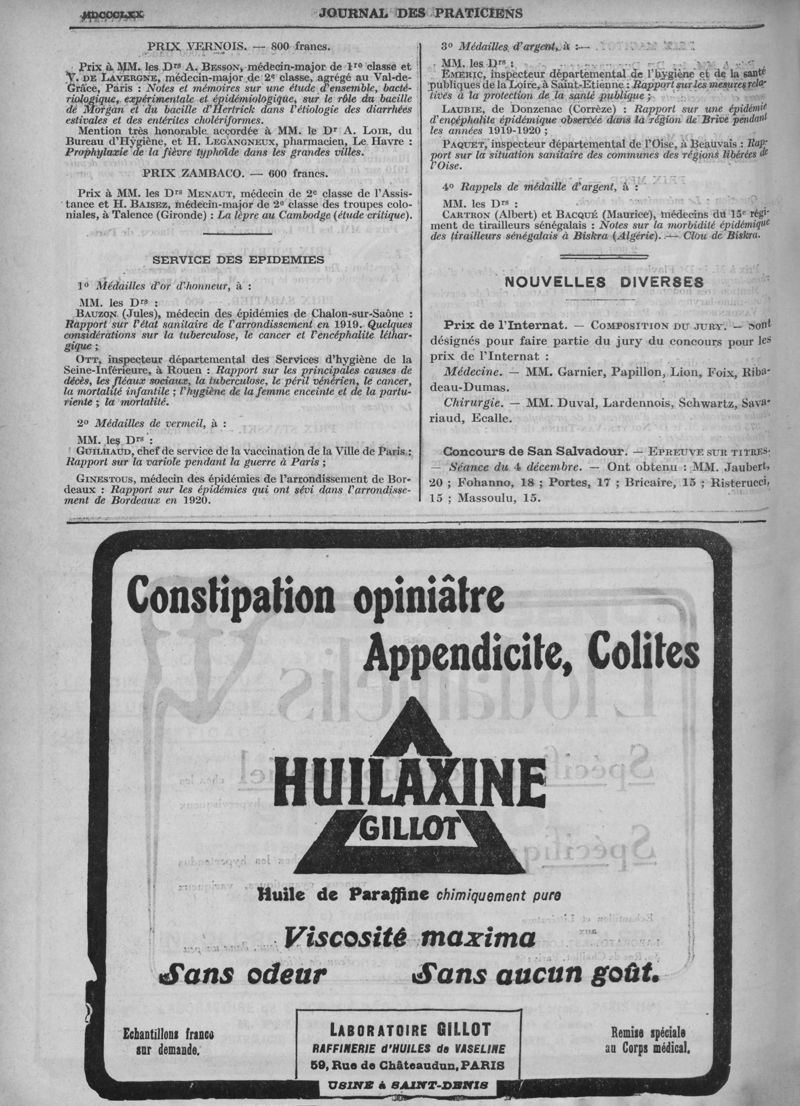 MDCCCLXX JOURNAL DES PRATICIENS
PRIX VERNOIS. — 800 francs.
Prix à MM. les Drs A. BESSON, médecin-major de 1re classe et
V. DE LAVERGNE, médecin-major de 2e classe, agrégé au Val-de-
Grâce, Paris : Notes et mémoires sur une étude d'ensemble, bacté-
riologique, expérimentale et épidémiologique, sur le rôle du bacille
de Morgan et du bacille d'Hertrick dans l'étiologie des diarrhées
estivales et des entérites cholériformes.
Mention très honorable accordée à MM. le Dr A. LOIR, du
Bureau d'Hygiène, et H. LEGANGNEUX, pharmacien, Le Havre :
Prophylaxie de la fièvre typhoïde dans les grandes villes.
PRIX ZAMBACO. — 600 francs.
Prix à MM. les Drs MENAUT, médecin de 2e classe de l'Assis-
tance et H. BAISEZ, médecin-major de 2e classe des troupes colo-
niales, à Talence (Gironde) : La lèpre au Cambodge (étude critique).
SERVICE DES EPIDEMIES
1o Médailles d'or d'honneur, à :
MM. les Drs :
BAUZON (Jules), médecin des épidémies de Chalon-sur-Saône :
Rapport sur l'état sanitaire de l'arrondissement en 1919. Quelques
considérations sur la tuberculose, le cancer et l'encéphalite léthar-
gique ;
OTT, inspecteur départemental des Services d'hygiène de la
Seine-Inférieure, à Rouen : Rapport sur les principales causes de
décès, les fléaux sociaux, la tuberculose, le péril vénérien, le cancer,
la mortalité infantile ; l'hygiène de la femme enceinte et de la partu-
riente ; la mortalité.
2o Médailles de vermeil, à :
MM. les Drs :
GUILHAUD, chef de service de la vaccination de la Ville de Paris :
Rapport sur la variole pendant la guerre à Paris ;
GINESTOUS, médecin des épidémies de l'arrondissement de Bor-
deaux : Rapport sur les épidémies qui ont sévi dans l'arrondisse-
ment de Bordeaux en 1920.
3o Médailles d'argent, à :
MM. les Drs :
EMERIC, inspecteur départemental de l'hygiène et de la santé
publiques de la Loire, à Saint-Etienne : Rapport sur les mesures rela-
tives à la protection de la santé publique ;
LAURIE, de Donzenac (Corrèze) : Rapport sur une épidémie
d'encéphalite épidémique observée dans la région de Brive pendant
les années 1919-1920 ;
PAQUET, inspecteur départemental de l'Oise, à Beauvais : Rap-
port sur la situation sanitaire des communes des régions libérées de
l'Oise.
4o Rappels de médaille d'argent, à :
MM. les Drs :
CARTRON (Albert) et BACQUÉ (Maurice), médecins du 15e régi-
ment de tirailleurs sénégalais : Notes sur la morbidité épidémique
des tirailleurs sénégalais à Biskra (Algérie). — Clou de Biskra.
NOUVELLES DIVERSES
Prix de l'Internat. — COMPOSITION DU JURY. — Sont
désignés pour faire partie du jury du concours pour les
prix de l'Internat :
Médecine. — MM. Garnier, Papillon, Lion, Foix, Riba-
deau-Dumas.
Chirurgie. — MM. Duval, Lardennois, Schwartz, Sava-
riaud, Ecalle.
Concours de San Salvadour. — EPREUVE SUR TITRES.
— Séance du 4 décembre. — Ont obtenu : MM. Jaubert,
20 ; Fohanno, 18 ; Portes, 17 ; Bricaire, 15 ; Risterucci,
15 ; Massoulu, 15.
Constipation opiniâtre
Appendicite, Colites
HUILAXINE
GILLOT
Huile de Paraffine chimiquement pure
Viscosité maxima
Sans odeur Sans aucun goût.
Echantillons franco
sur demande.
LABORATOIRE GILLOT
RAFFINERIE d'HUILES de VASELINE
59, Rue de Châteaudun, PARIS
USINE à SAINT-DENIS
Remise spéciale
au Corps médical.